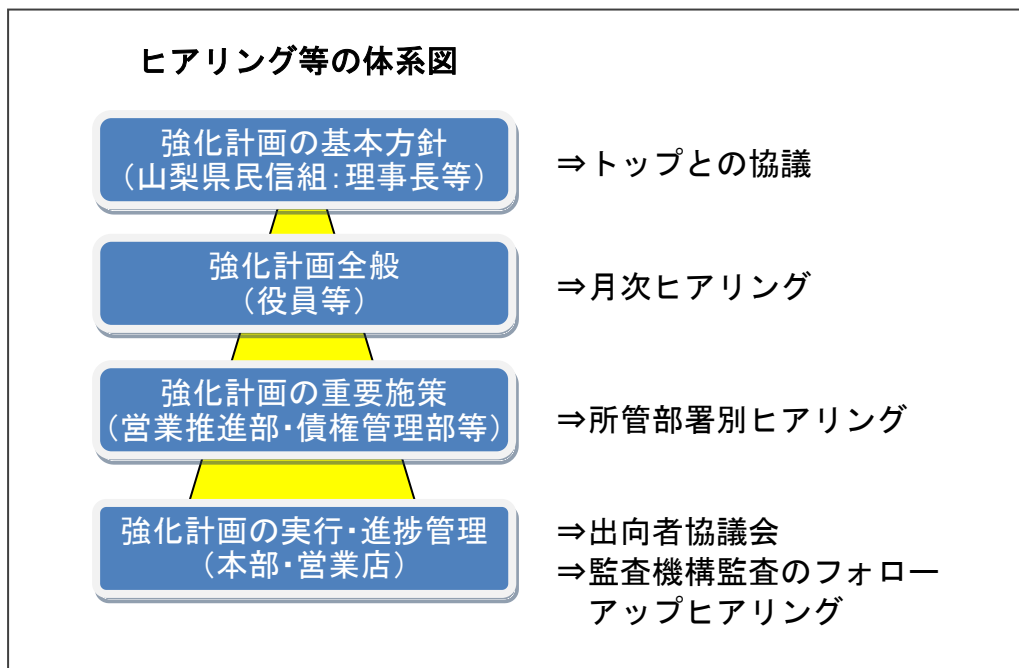 ヒアリング等の体系図
強化計画の基本方針
（山梨県民信組：理事長等）
⇒トップとの協議
強化計画全般
（役員等）
⇒月次ヒアリング
強化計画の重要施策
（営業推進部・債権管理部等）
⇒所管部署別ヒアリング
強化計画の実行・進捗管理
（本部・営業店）
⇒出向者協議会
⇒監査機構監査のフォロー
アップヒアリング